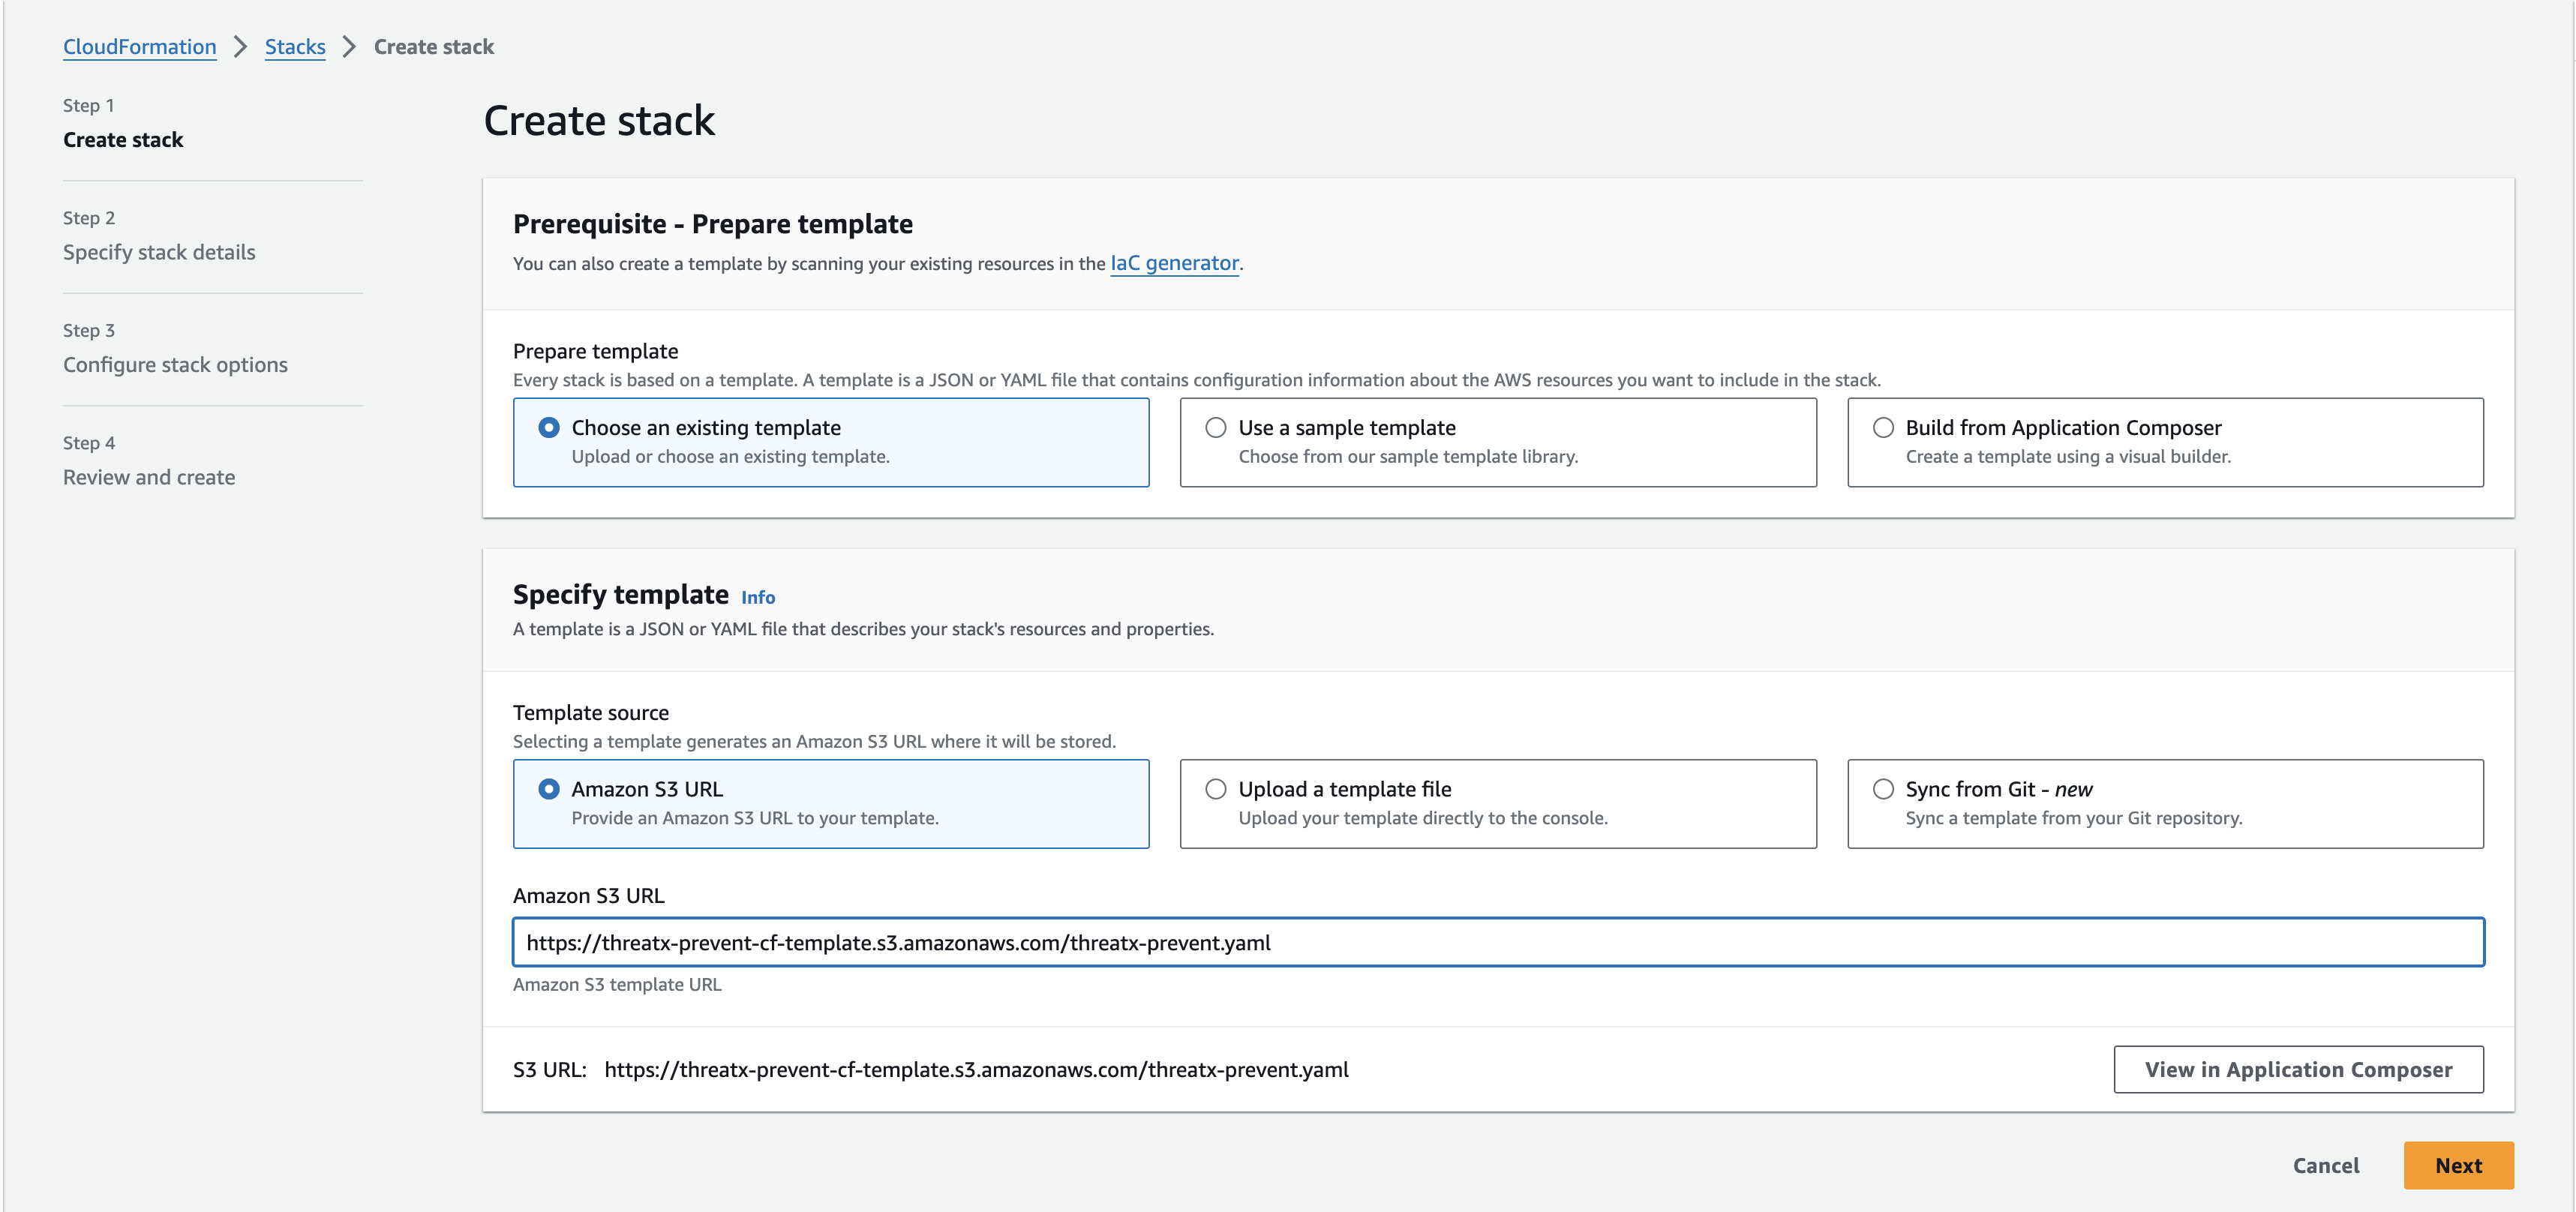 CloudFormation > Stacks > Create stack
Step 1
Create stack
Step 2
Specify stack details
Step 3
Configure stack options
Step 4
Review and create
Create stack
Prerequisite - Prepare template
You can also create a template by scanning your existing resources in the IaC generator.
Prepare template
Every stack is based on a template. A template is a JSON or YAML file that contains configuration information about the AWS resources you want to include in the stack.
Choose an existing template
Upload or choose an existing template.
Use a sample template
Choose from our sample template library.
Build from Application Composer
Create a template using a visual builder.
Specify template Info
A template is a JSON or YAML file that describes your stack's resources and properties.
Template source
Selecting a template generates an Amazon S3 URL where it will be stored.
Amazon S3 URL
Provide an Amazon S3 URL to your template.
Upload a template file
Upload your template directly to the console.
Sync from Git - new
Sync a template from your Git repository.
Amazon S3 URL
https://threatx-prevent-cf-template.s3.amazonaws.com/threatx-prevent.yaml
Amazon S3 template URL
S3 URL: https://threatx-prevent-cf-template.s3.amazonaws.com/threatx-prevent.yaml
View in Application Composer
Cancel
Next